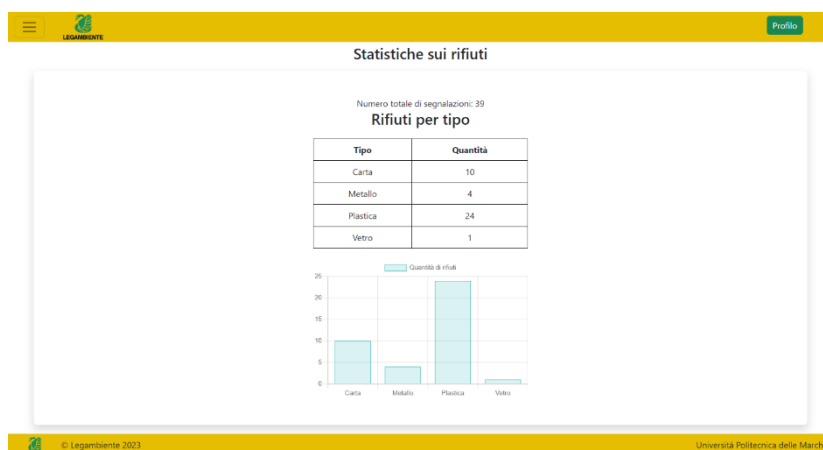 LEGAMBIENTE
Profilo
Statistiche sui rifiuti
Numero totale di segnalazioni: 39
Rifiuti per tipo
Tipo Quantità
Carta 10
Metallo 4
Plastica 24
Vetro 1
Quantità di rifiuti
25
20
15
10
5
0
Carta Metallo Plastica Vetro
© Legambiente 2023 Università Politecnica delle March